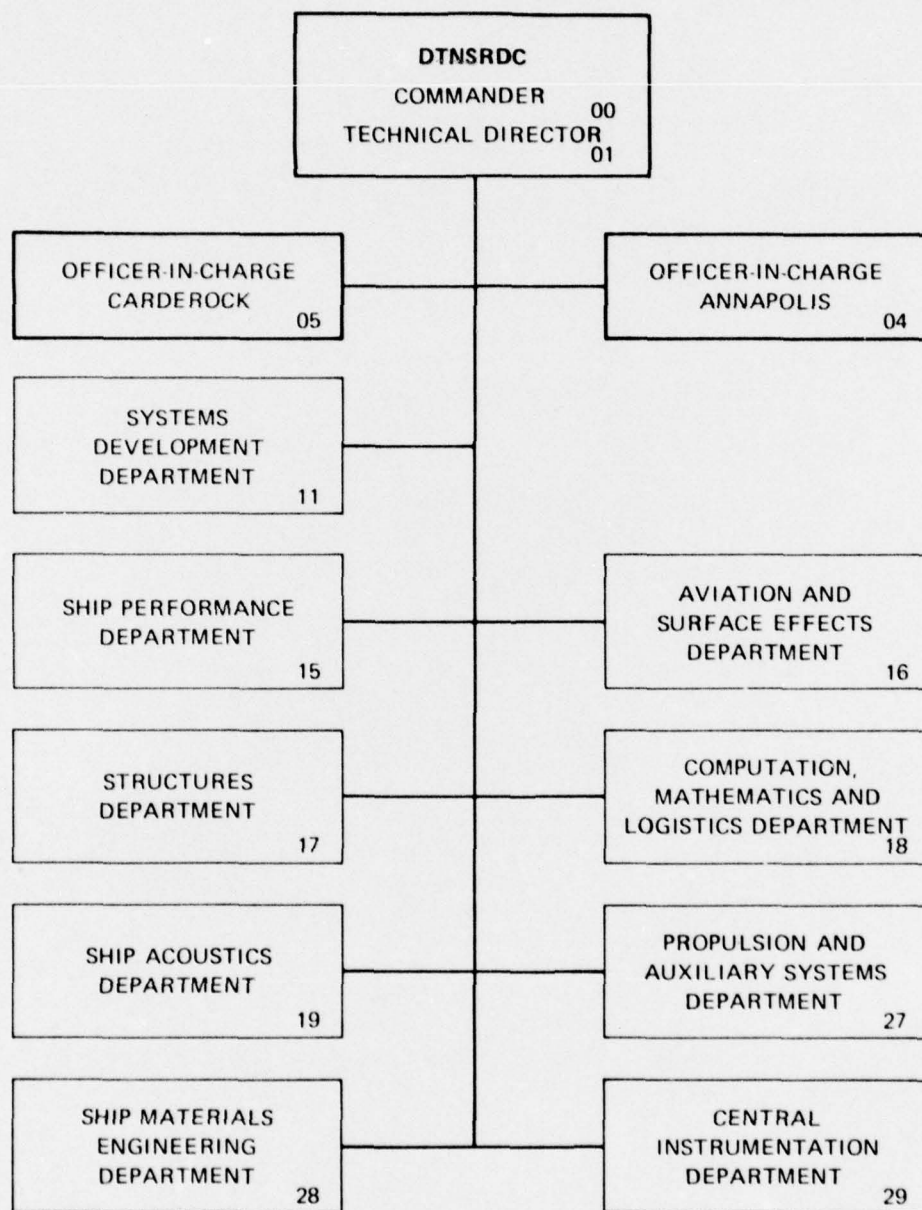 DTNSRDC
COMMANDER
00
TECHNICAL DIRECTOR
01
OFFICER-IN-CHARGE
CARDEROCK
05
OFFICER-IN-CHARGE
ANNAPOLIS
04
SYSTEMS
DEVELOPMENT
DEPARTMENT
11
SHIP PERFORMANCE
DEPARTMENT
15
AVIATION AND
SURFACE EFFECTS
DEPARTMENT
16
STRUCTURES
DEPARTMENT
17
COMPUTATION,
MATHEMATICS AND
LOGISTICS DEPARTMENT
18
SHIP ACOUSTICS
DEPARTMENT
19
PROPULSION AND
AUXILIARY SYSTEMS
DEPARTMENT
27
SHIP MATERIALS
ENGINEERING
DEPARTMENT
28
CENTRAL
INSTRUMENTATION
DEPARTMENT
29